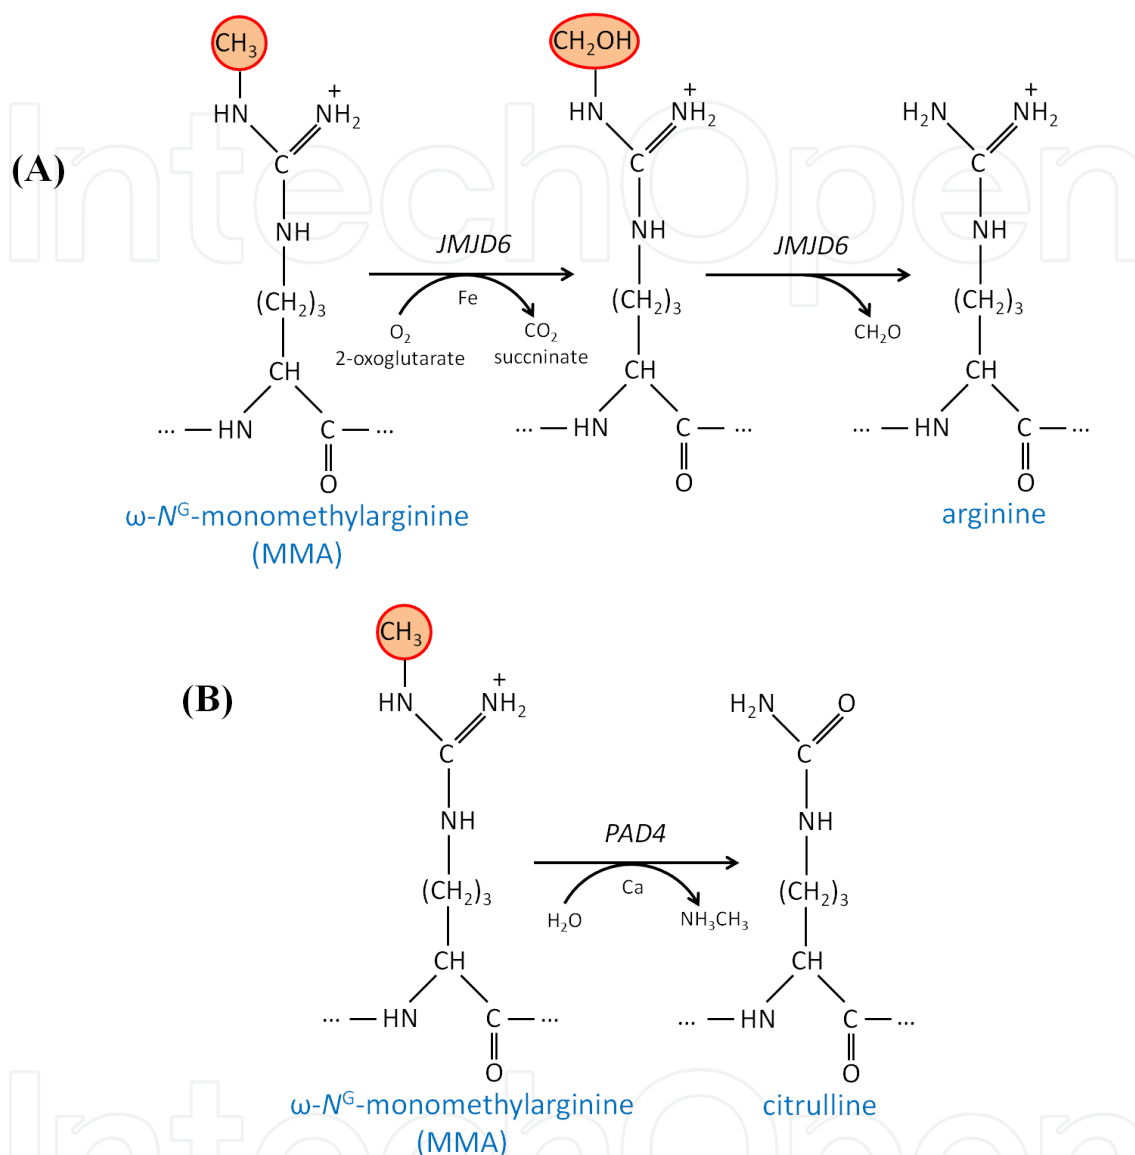 IntechOpen
(A)
CH₃
HN
+
NH₂
C
NH
(CH₂)₃
CH
... — HN
C — ...
O
ω-Nᴳ-monomethylarginine
(MMA)
JMJD6
Fe
O₂
2-oxoglutarate
CO₂
succninate
CH₂OH
HN
+
NH₂
C
NH
(CH₂)₃
CH
... — HN
C — ...
O
JMJD6
CH₂O
H₂N
+
NH₂
C
NH
(CH₂)₃
CH
... — HN
C — ...
O
arginine
(B)
CH₃
HN
+
NH₂
C
NH
(CH₂)₃
CH
... — HN
C — ...
O
ω-Nᴳ-monomethylarginine
(MMA)
PAD4
Ca
H₂O
NH₃CH₃
H₂N
O
C
NH
(CH₂)₃
CH
... — HN
C — ...
O
citrulline
IntechOpen